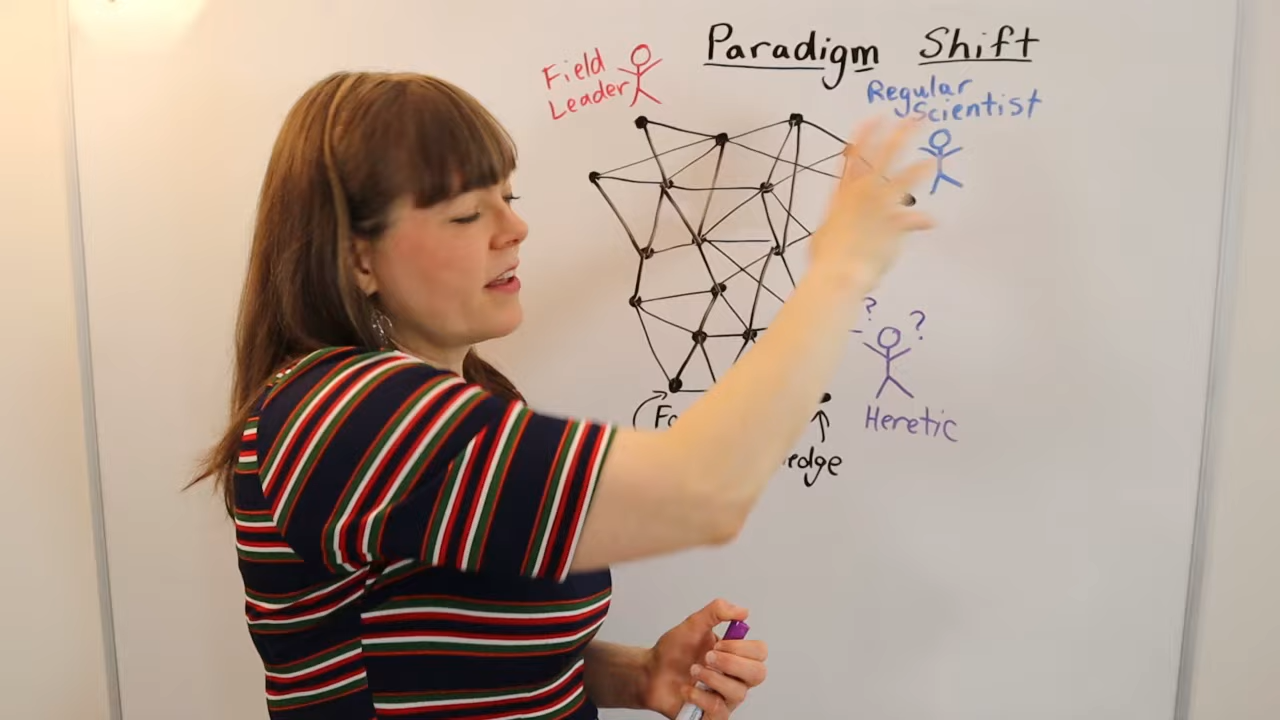 Paradigm Shift
Field
Leader
Regular
Scientist
? ?
Heretic